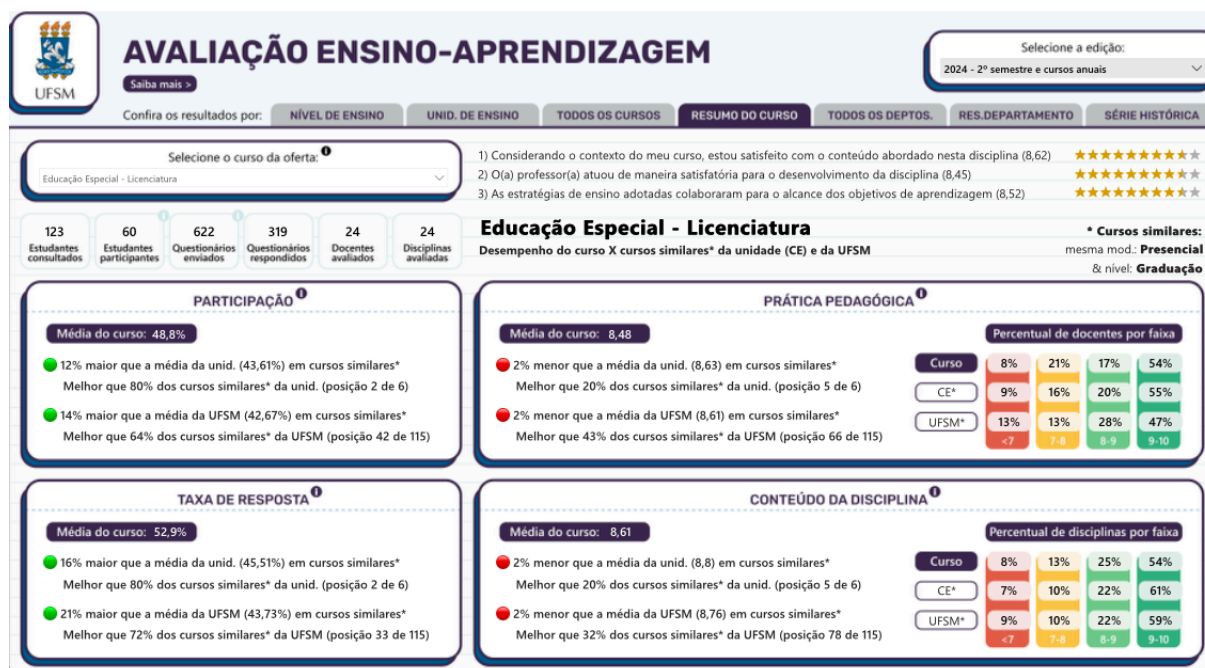 UFSM
AVALIAÇÃO ENSINO-APRENDIZAGEM
Saiba mais >
Selecione a edição:
2024 - 2º semestre e cursos anuais
Confira os resultados por:
NÍVEL DE ENSINO
UNID. DE ENSINO
TODOS OS CURSOS
RESUMO DO CURSO
TODOS OS DEPTOS.
RES.DEPARTAMENTO
SÉRIE HISTÓRICA
Selecione o curso da oferta:
Educação Especial - Licenciatura
1) Considerando o contexto do meu curso, estou satisfeito com o conteúdo abordado nesta disciplina (8,62)
2) O(a) professor(a) atuou de maneira satisfatória para o desenvolvimento da disciplina (8,45)
3) As estratégias de ensino adotadas colaboraram para o alcance dos objetivos de aprendizagem (8,52)
123
Estudantes
consultados
60
Estudantes
participantes
622
Questionários
enviados
319
Questionários
respondidos
24
Docentes
avaliados
24
Disciplinas
avaliadas
Educação Especial - Licenciatura
Desempenho do curso X cursos similares* da unidade (CE) e da UFSM
* Cursos similares:
mesma mod.: Presencial
& nível: Graduação
PARTICIPAÇÃO
Média do curso: 48,8%
12% maior que a média da unid. (43,61%) em cursos similares*
Melhor que 80% dos cursos similares* da unid. (posição 2 de 6)
14% maior que a média da UFSM (42,67%) em cursos similares*
Melhor que 64% dos cursos similares* da UFSM (posição 42 de 115)
PRÁTICA PEDAGÓGICA
Média do curso: 8,48
2% menor que a média da unid. (8,63) em cursos similares*
Melhor que 20% dos cursos similares* da unid. (posição 5 de 6)
2% menor que a média da UFSM (8,61) em cursos similares*
Melhor que 43% dos cursos similares* da UFSM (posição 66 de 115)
Percentual de docentes por faixa
Curso 8% 21% 17% 54%
CE* 9% 16% 20% 55%
UFSM* 13% 13% 28% 47%
<7 7-8 8-9 9-10
TAXA DE RESPOSTA
Média do curso: 52,9%
16% maior que a média da unid. (45,51%) em cursos similares*
Melhor que 80% dos cursos similares* da unid. (posição 2 de 6)
21% maior que a média da UFSM (43,73%) em cursos similares*
Melhor que 72% dos cursos similares* da UFSM (posição 33 de 115)
CONTEÚDO DA DISCIPLINA
Média do curso: 8,61
2% menor que a média da unid. (8,8) em cursos similares*
Melhor que 20% dos cursos similares* da unid. (posição 5 de 6)
2% menor que a média da UFSM (8,76) em cursos similares*
Melhor que 32% dos cursos similares* da UFSM (posição 78 de 115)
Percentual de disciplinas por faixa
Curso 8% 13% 25% 54%
CE* 7% 10% 22% 61%
UFSM* 9% 10% 22% 59%
<7 7-8 8-9 9-10